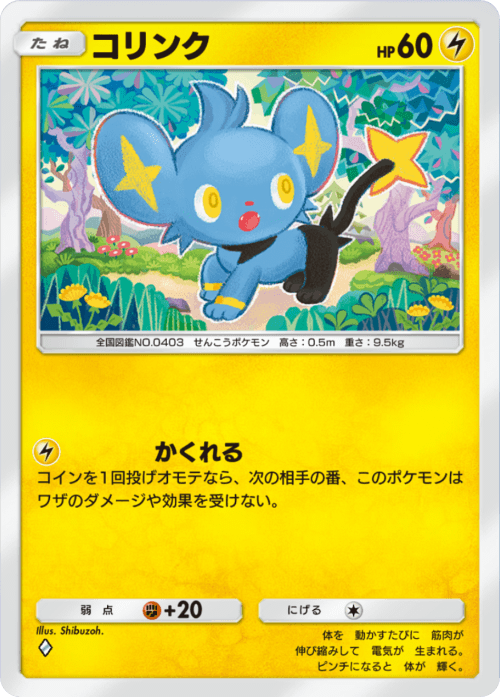 たね コリンク HP60
全国図鑑NO.0403 せんこうポケモン 高さ:0.5m 重さ:9.5kg
かくれる
コインを1回投げオモテなら、次の相手の番、このポケモンは
ワザのダメージや効果を受けない。
弱点 +20 にげる
Illus. Shibuzoh.
体を 動かすたびに 筋肉が
伸び縮みして 電気が 生まれる。
ピンチになると 体が 輝く。